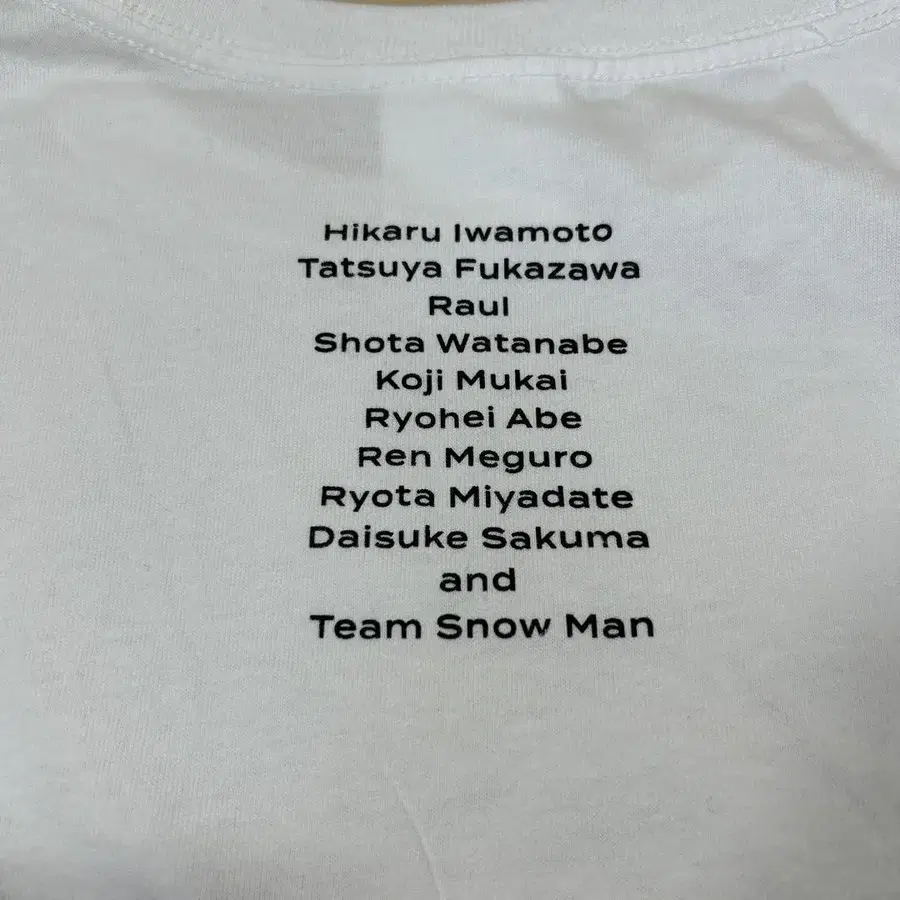 Hikaru Iwamoto
Tatsuya Fukazawa
Raul
Shota Watanabe
Koji Mukai
Ryohei Abe
Ren Meguro
Ryota Miyadate
Daisuke Sakuma
and
Team Snow Man